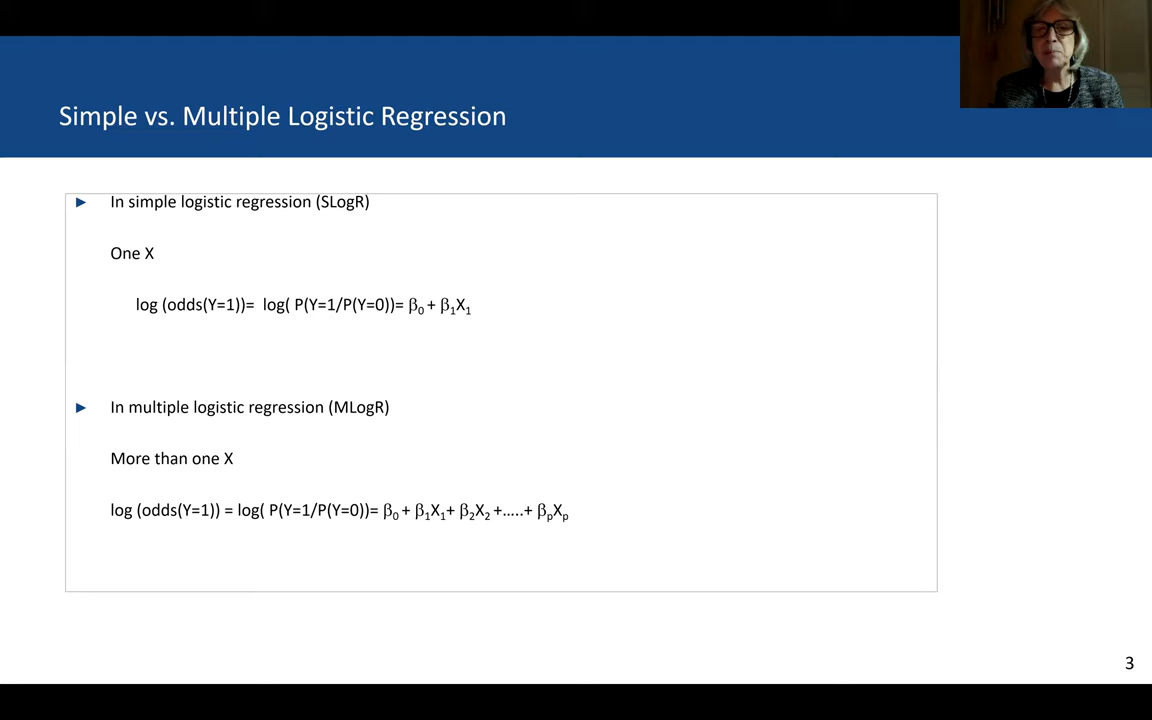 Simple vs. Multiple Logistic Regression
► In simple logistic regression (SLogR)
One X
log (odds(Y=1))= log( P(Y=1/P(Y=0))= β₀ + β₁X₁
► In multiple logistic regression (MLogR)
More than one X
log (odds(Y=1)) = log( P(Y=1/P(Y=0))= β₀ + β₁X₁+ β₂X₂ +…..+ βₚXₚ
3